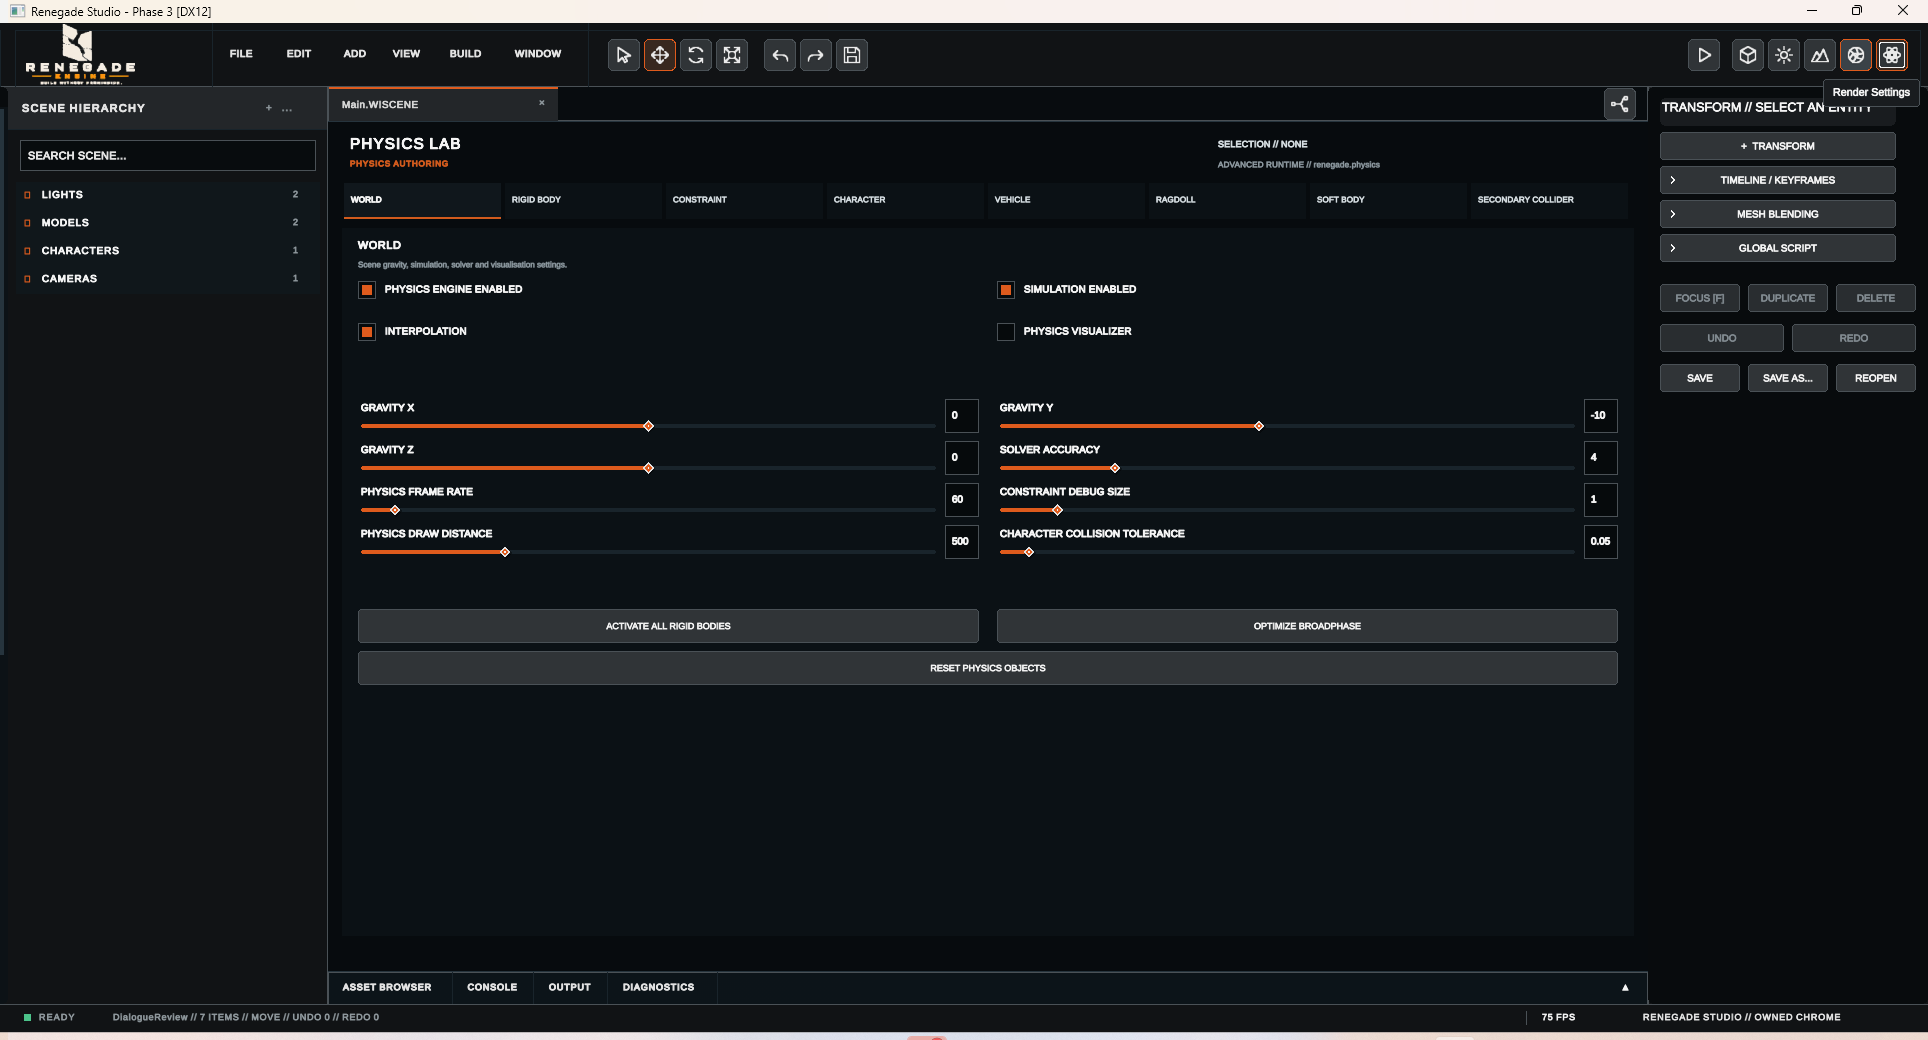 Renegade Studio - Phase 3 [DX12]
RENEGADE
ENGINE
BUILD WITHOUT PERMISSION.
FILE
EDIT
ADD
VIEW
BUILD
WINDOW
Render Settings
SCENE HIERARCHY
+ ...
Main.WISCENE
×
TRANSFORM // SELECT AN ENTITY
SEARCH SCENE...
LIGHTS 2
MODELS 2
CHARACTERS 1
CAMERAS 1
PHYSICS LAB
PHYSICS AUTHORING
SELECTION // NONE
ADVANCED RUNTIME // renegade.physics
WORLD
RIGID BODY
CONSTRAINT
CHARACTER
VEHICLE
RAGDOLL
SOFT BODY
SECONDARY COLLIDER
WORLD
Scene gravity, simulation, solver and visualisation settings.
PHYSICS ENGINE ENABLED
SIMULATION ENABLED
INTERPOLATION
PHYSICS VISUALIZER
GRAVITY X
0
GRAVITY Y
-10
GRAVITY Z
0
SOLVER ACCURACY
4
PHYSICS FRAME RATE
60
CONSTRAINT DEBUG SIZE
1
PHYSICS DRAW DISTANCE
500
CHARACTER COLLISION TOLERANCE
0.05
ACTIVATE ALL RIGID BODIES
OPTIMIZE BROADPHASE
RESET PHYSICS OBJECTS
+ TRANSFORM
TIMELINE / KEYFRAMES
MESH BLENDING
GLOBAL SCRIPT
FOCUS [F]
DUPLICATE
DELETE
UNDO
REDO
SAVE
SAVE AS...
REOPEN
ASSET BROWSER
CONSOLE
OUTPUT
DIAGNOSTICS
READY
DialogueReview // 7 ITEMS // MOVE // UNDO 0 // REDO 0
75 FPS
RENEGADE STUDIO // OWNED CHROME